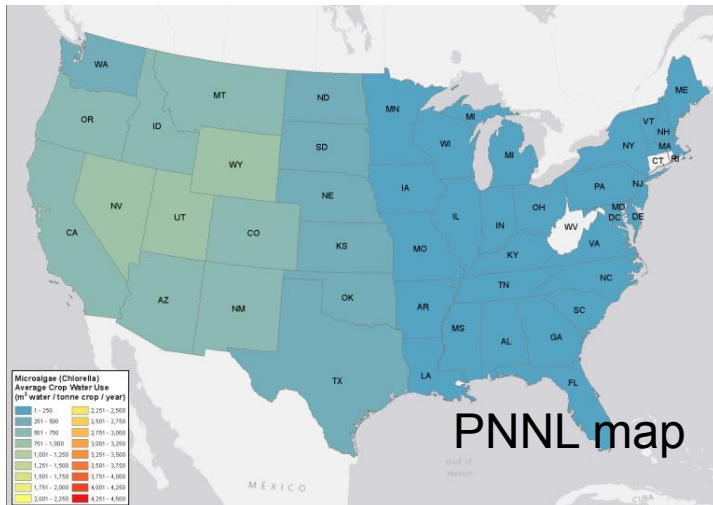 WA
MT
ND
MN
ME
OR
ID
SD
WI
MI
MI
VT
NH
NY
MA
CT
RI
WY
NE
IA
PA
NJ
NV
UT
CO
IL
IN
OH
MD
DC
DE
CA
KS
MO
WV
VA
KY
AZ
NM
OK
AR
TN
NC
SC
MS
AL
GA
TX
LA
FL
Microalgae (Chlorella)
Average Crop Water Use
(m³ water / tonne crop / year)
1 - 250
251 - 500
501 - 750
751 - 1,000
1,001 - 1,250
1,251 - 1,500
1,501 - 1,750
1,751 - 2,000
2,001 - 2,250
2,251 - 2,500
2,501 - 2,750
2,751 - 3,000
3,001 - 3,250
3,251 - 3,500
3,501 - 3,750
3,751 - 4,000
4,001 - 4,250
4,251 - 4,500
PNNL map
Gulf of
Mexico
MÉXICO
CUBA